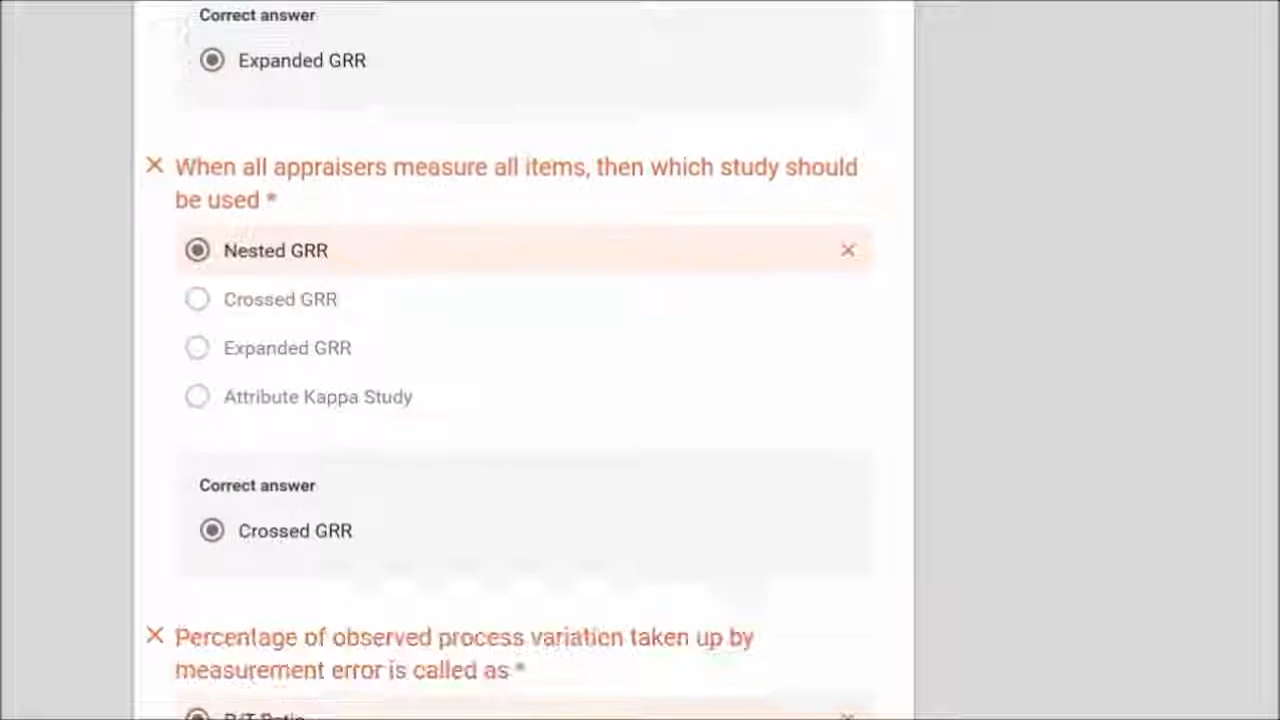 Correct answer
Expanded GRR
When all appraisers measure all items, then which study should
be used *
Nested GRR
Crossed GRR
Expanded GRR
Attribute Kappa Study
Correct answer
Crossed GRR
Percentage of observed process variation taken up by
measurement error is called as *
P/T Ratio